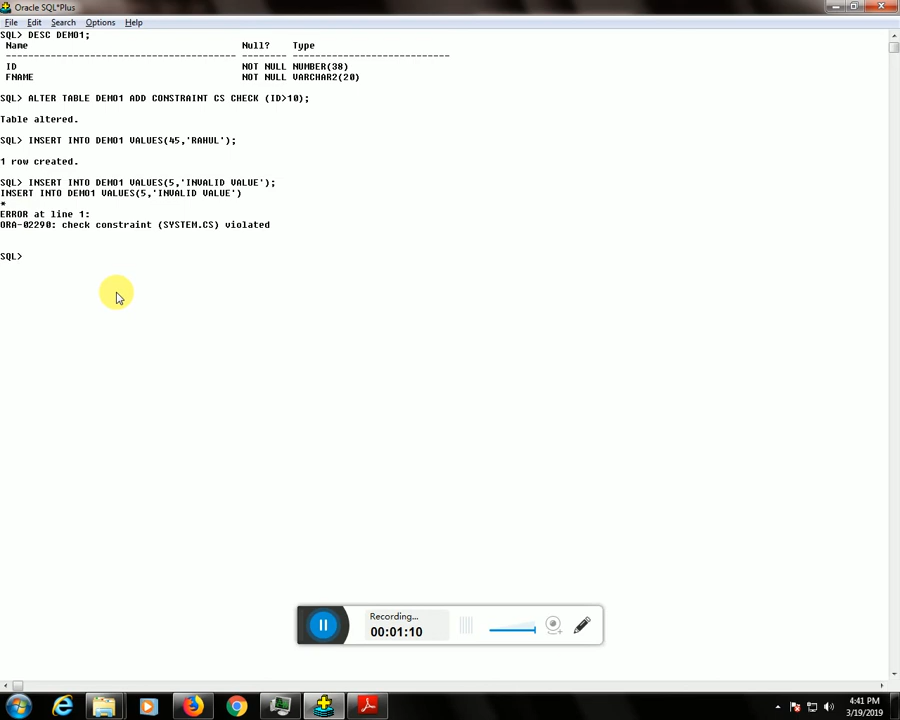 Oracle SQL*Plus
File Edit Search Options Help
SQL> DESC DEMO1;
Name Null? Type
----------------------------------------- -------- ----------------------------
ID NOT NULL NUMBER(38)
FNAME NOT NULL VARCHAR2(20)
SQL> ALTER TABLE DEMO1 ADD CONSTRAINT CS CHECK (ID>10);
Table altered.
SQL> INSERT INTO DEMO1 VALUES(45,'RAHUL');
1 row created.
SQL> INSERT INTO DEMO1 VALUES(5,'INVALID VALUE');
INSERT INTO DEMO1 VALUES(5,'INVALID VALUE')
*
ERROR at line 1:
ORA-02290: check constraint (SYSTEM.CS) violated
SQL>
Recording...
00:01:10
4:41 PM
3/19/2019